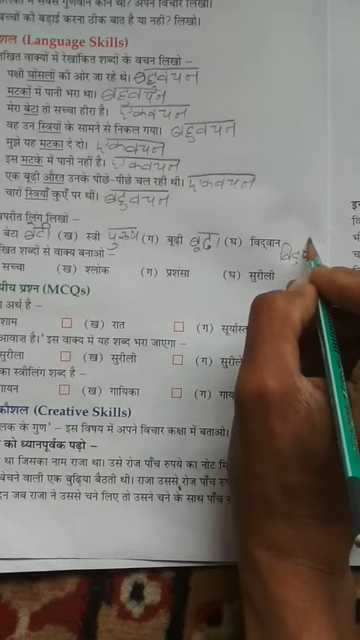 बच्चों को बड़ाई करना ठीक बात है या नहीं? लिखो।
शल (Language Skills)
खित वाक्यों में रेखांकित शब्दों के वचन लिखो –
पक्षी घोंसलों की ओर जा रहे थे। बहुवचन
मटकों में पानी भरा था। बहुवचन
मेरा बेटा तो सच्चा हीरा है। एकवचन
वह उन स्त्रियों के सामने से निकल गया। बहुवचन
मुझे यह मटका दे दो। एकवचन
इस मटके में पानी नहीं है। एकवचन
एक बूढ़ी औरत उनके पीछे-पीछे चल रही थी। एकवचन
चारों स्त्रियाँ कुएँ पर थीं। बहुवचन
परीत लिंग लिखो –
बेटा बेटी (ख) स्त्री पुरुष (ग) बूढ़ी बूढ़ा (घ) विद्वान
खित शब्दों से वाक्य बनाओ –
सच्चा (ख) श्लोक (ग) प्रशंसा (घ) सुरीली
पीय प्रश्न (MCQs)
अर्थ है –
शाम (ख) रात (ग) सूर्यास्त
आवाज है।' इस वाक्य में यह शब्द भरा जाएगा –
सुरीला (ख) सुरीली (ग) सुरीले
का स्त्रीलिंग शब्द है –
गायन (ख) गायिका (ग) गाय
कौशल (Creative Skills)
लक के गुण' – इस विषय में अपने विचार कक्षा में बताओ।
को ध्यानपूर्वक पढ़ो –
था जिसका नाम राजा था। उसे रोज पाँच रुपये का नोट मि
बेचने वाली एक बुढ़िया बैठती थी। राजा उससे रोज पाँच रु
दन जब राजा ने उससे चने लिए तो उसने चने के साथ पाँच रु